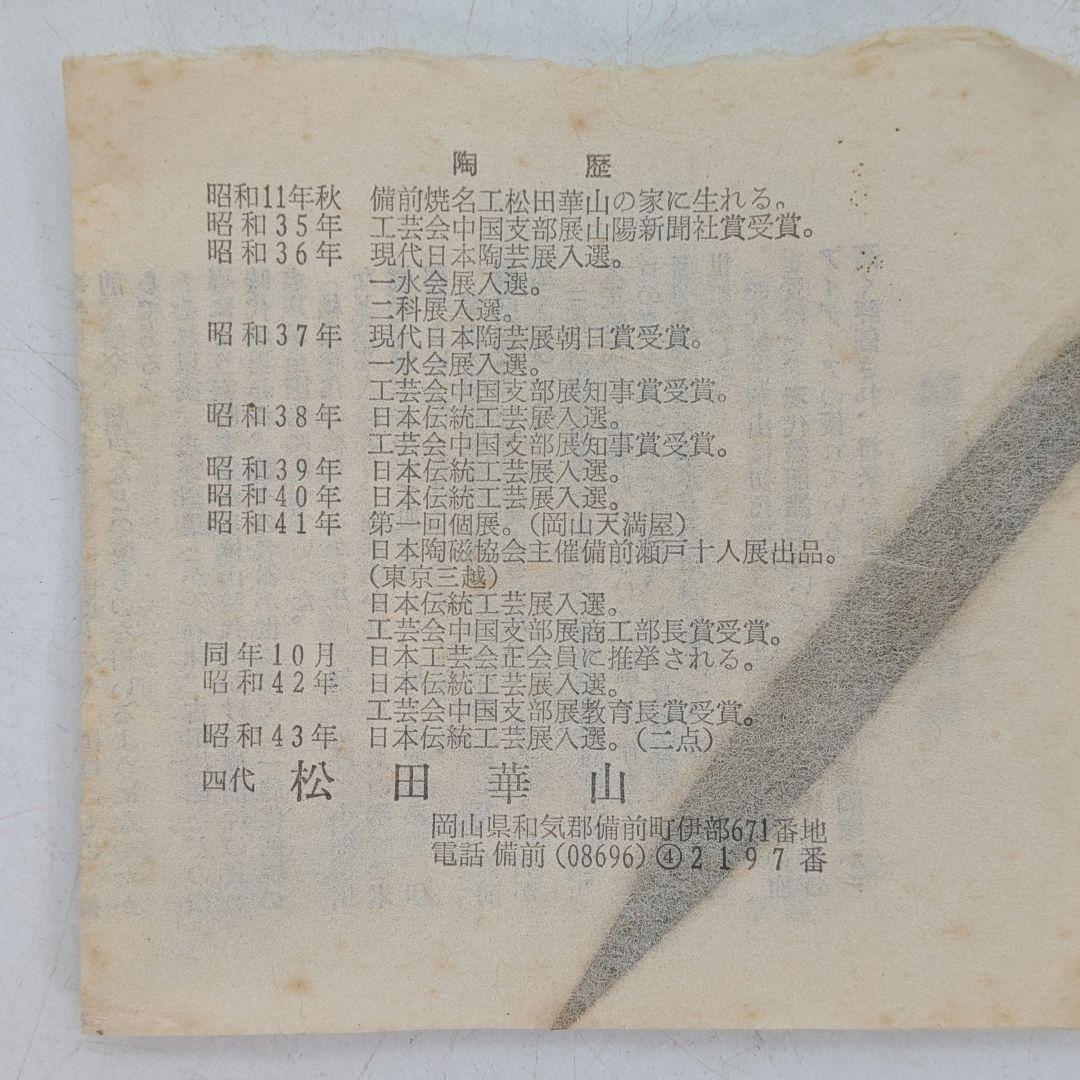 陶歴
昭和11年秋 備前焼名工松田華山の家に生れる。
昭和35年 工芸会中国支部展山陽新聞社賞受賞。
昭和36年 現代日本陶芸展入選。
一水会展入選。
二科展入選。
昭和37年 現代日本陶芸展朝日賞受賞。
一水会展入選。
工芸会中国支部展知事賞受賞。
昭和38年 日本伝統工芸展入選。
工芸会中国支部展知事賞受賞。
昭和39年 日本伝統工芸展入選。
昭和40年 日本伝統工芸展入選。
昭和41年 第一回個展。(岡山天満屋)
日本陶磁協会主催備前瀬戸十人展出品。
(東京三越)
日本伝統工芸展入選。
工芸会中国支部展商工部長賞受賞。
同年10月 日本工芸会正会員に推挙される。
昭和42年 日本伝統工芸展入選。
工芸会中国支部展教育長賞受賞。
昭和43年 日本伝統工芸展入選。(二点)
四代 松田華山
岡山県和気郡備前町伊部671番地
電話 備前 (08696) ④2197番